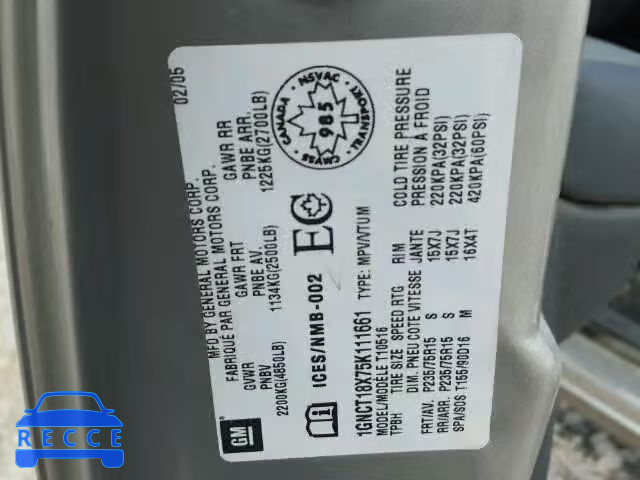 MFD BY GENERAL MOTORS CORP.
FABRIQUÉ PAR GENERAL MOTORS CORP.
02/05
GVWR GAWR FRT GAWR RR
PNBV PNBE AV. PNBE ARR.
2200KG(4850LB) 1134KG(2500LB) 1225KG(2700LB)
GM
ICES/NMB-002
EC
CANADA NSVAC TRANSPORT CMVSS
985
1GNCT18X75K111661 TYPE: MPV/VTUM
MODEL/MODELE T10516
TPBH TIRE SIZE SPEED RTG RIM COLD TIRE PRESSURE
DIM. PNEU COTE VITESSE JANTE PRESSION À FROID
FRT/AV. P235/75R15 S 15X7J 220KPA(32PSI)
RR/ARR. P235/75R15 S 15X7J 220KPA(32PSI)
SPA/SOS T155/90D16 M 16X4T 420KPA(60PSI)
RECCE